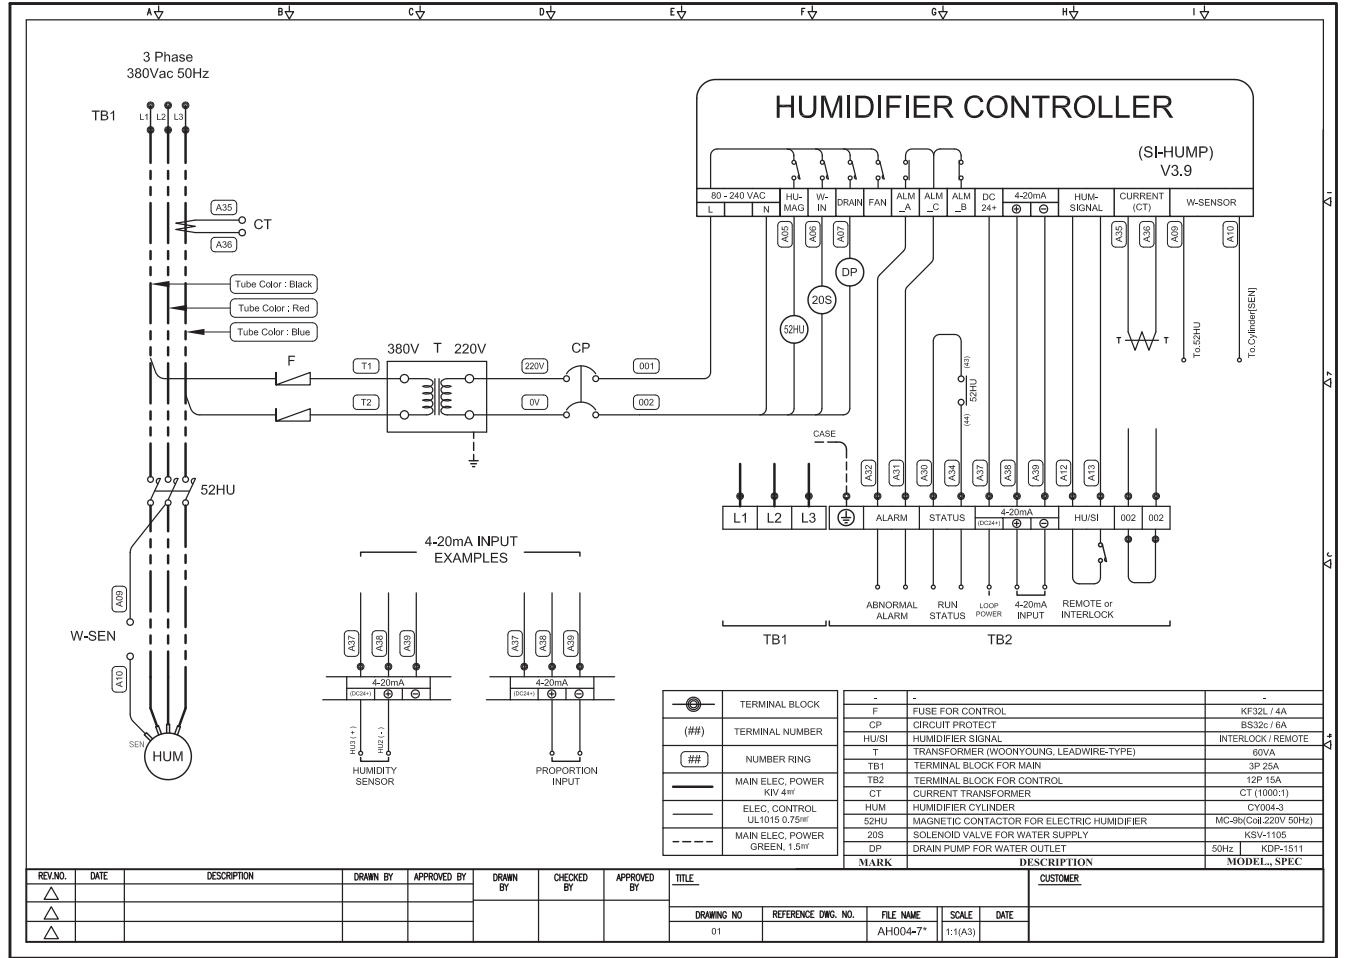 A B C D E F G H I
3 Phase
380Vac 50Hz
TB1
L1 L2 L3
A35
CT
A36
Tube Color : Black
Tube Color : Red
Tube Color : Blue
F
T1
T2
380V T 220V
220V
0V
CP
001
002
52HU
A09
W-SEN
A10
SEN
HUM
HUMIDIFIER CONTROLLER
(SI-HUMP)
V3.9
80 - 240 VAC
L N
HU-MAG
W-IN
DRAIN
FAN
ALM_A
ALM_C
ALM_B
DC 24+
4-20mA
⊕ ⊖
HUM-SIGNAL
CURRENT (CT)
W-SENSOR
A05 A06 A07 A35 A36 A09 A10
DP
20S
52HU
T T
To.52HU
To.Cylinder[SEN]
(43)
52HU
(44)
CASE
A32 A31 A30 A34 A37 A38 A39 A12 A13
L1 L2 L3
ALARM
STATUS
4-20mA
(DC24+) ⊕ ⊖
HU/SI
002 002
ABNORMAL ALARM
RUN STATUS
LOOP POWER
4-20mA INPUT
REMOTE or INTERLOCK
TB1
TB2
4-20mA INPUT
EXAMPLES
A37 A38 A39
4-20mA
(DC24+) ⊕ ⊖
HU3 (+)
HU2 (-)
HUMIDITY
SENSOR
A37 A38 A39
4-20mA
(DC24+) ⊕ ⊖
PROPORTION
INPUT
TERMINAL BLOCK
(##) TERMINAL NUMBER
## NUMBER RING
MAIN ELEC, POWER
KIV 4㎟
ELEC, CONTROL
UL1015 0.75㎟
MAIN ELEC, POWER
GREEN, 1.5㎟
- - -
F FUSE FOR CONTROL KF32L / 4A
CP CIRCUIT PROTECT BS32c / 6A
HU/SI HUMIDIFIER SIGNAL INTERLOCK / REMOTE
T TRANSFORMER (WOONYOUNG, LEADWIRE-TYPE) 60VA
TB1 TERMINAL BLOCK FOR MAIN 3P 25A
TB2 TERMINAL BLOCK FOR CONTROL 12P 15A
CT CURRENT TRANSFORMER CT (1000:1)
HUM HUMIDIFIER CYLINDER CY004-3
52HU MAGNETIC CONTACTOR FOR ELECTRIC HUMIDIFIER MC-9b(Coil.220V 50Hz)
20S SOLENOID VALVE FOR WATER SUPPLY KSV-1105
DP DRAIN PUMP FOR WATER OUTLET 50Hz KDP-1511
MARK DESCRIPTION MODEL., SPEC
REV.NO. DATE DESCRIPTION DRAWN BY APPROVED BY
DRAWN BY
CHECKED BY
APPROVED BY
TITLE
CUSTOMER
DRAWING NO REFERENCE DWG. NO. FILE NAME SCALE DATE
01 AH004-7* 1:1(A3)